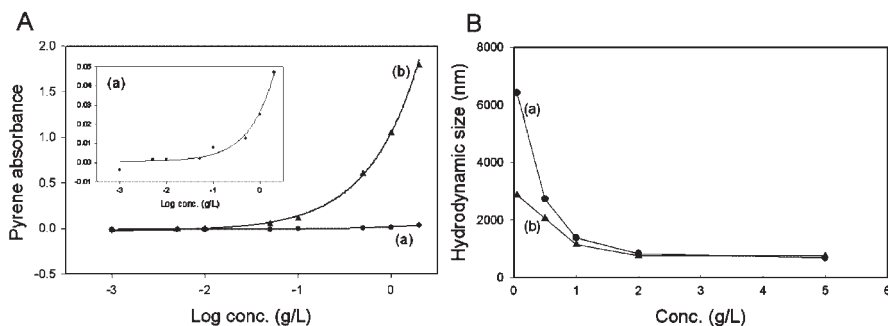 A
Pyrene absorbance
2.0
1.5
1.0
0.5
0.0
-0.5
-3
-2
-1
0
Log conc. (g/L)
(b)
(a)
(a)
0.05
0.04
0.03
0.02
0.01
0.00
-0.01
-3
-2
-1
0
Log conc. (g/L)
B
Hydrodynamic size (nm)
8000
6000
4000
2000
0
0
1
2
3
4
5
6
Conc. (g/L)
(a)
(b)